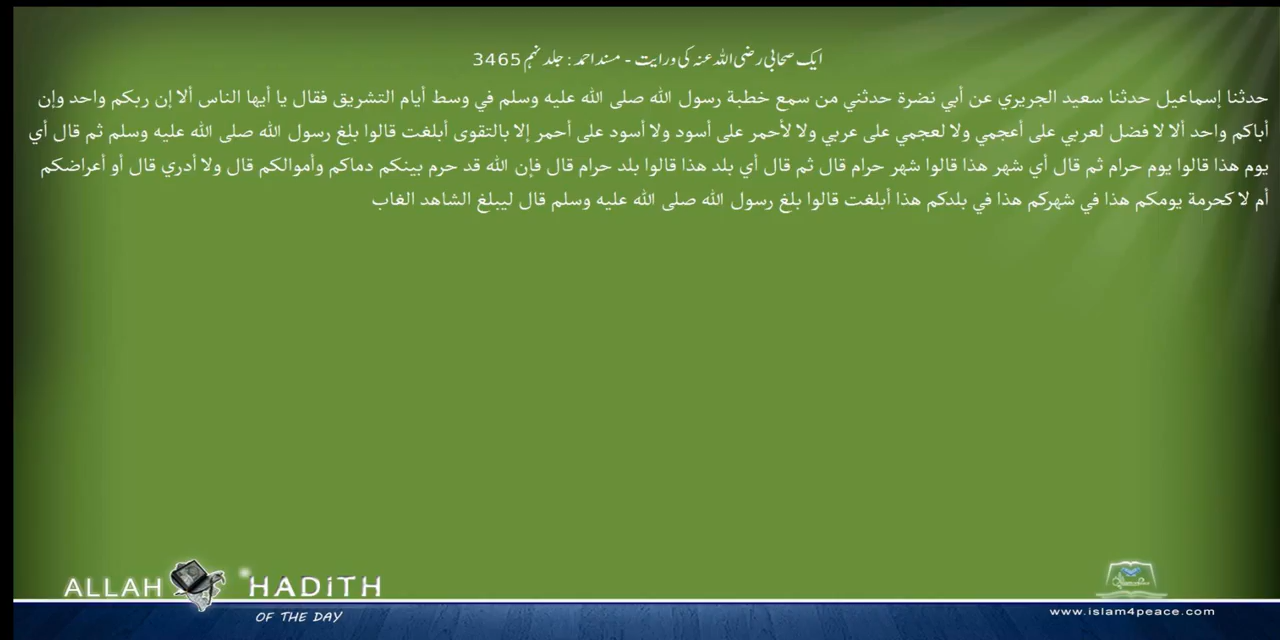 ایک صحابی رضی اللہ عنہ کی ورایت - مسند احمد : جلد نہم 3465
حدثنا إسماعيل حدثنا سعيد الجريري عن أبي نضرة حدثني من سمع خطبة رسول الله صلى الله عليه وسلم في وسط أيام التشريق فقال يا أيها الناس ألا إن ربكم واحد وإن
أباكم واحد ألا لا فضل لعربي على أعجمي ولا لعجمي على عربي ولا لأحمر على أسود ولا أسود على أحمر إلا بالتقوى أبلغت قالوا بلغ رسول الله صلى الله عليه وسلم ثم قال أي
يوم هذا قالوا يوم حرام ثم قال أي شهر هذا قالوا شهر حرام قال ثم قال أي بلد هذا قالوا بلد حرام قال فإن الله قد حرم بينكم دماكم وأموالكم قال ولا أدري قال أو أعراضكم
أم لا كحرمة يومكم هذا في شهركم هذا في بلدكم هذا أبلغت قالوا بلغ رسول الله صلى الله عليه وسلم قال ليبلغ الشاهد الغاب
ALLAH HADITH
OF THE DAY
www.islam4peace.com